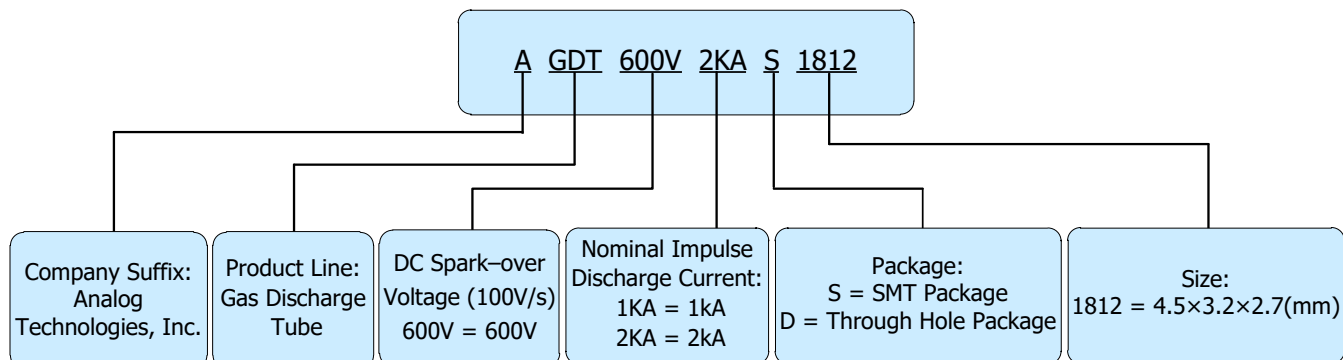 A GDT 600V 2KA S 1812
Company Suffix:
Analog
Technologies, Inc.
Product Line:
Gas Discharge
Tube
DC Spark–over
Voltage (100V/s)
600V = 600V
Nominal Impulse
Discharge Current:
1KA = 1kA
2KA = 2kA
Package:
S = SMT Package
D = Through Hole Package
Size:
1812 = 4.5×3.2×2.7(mm)